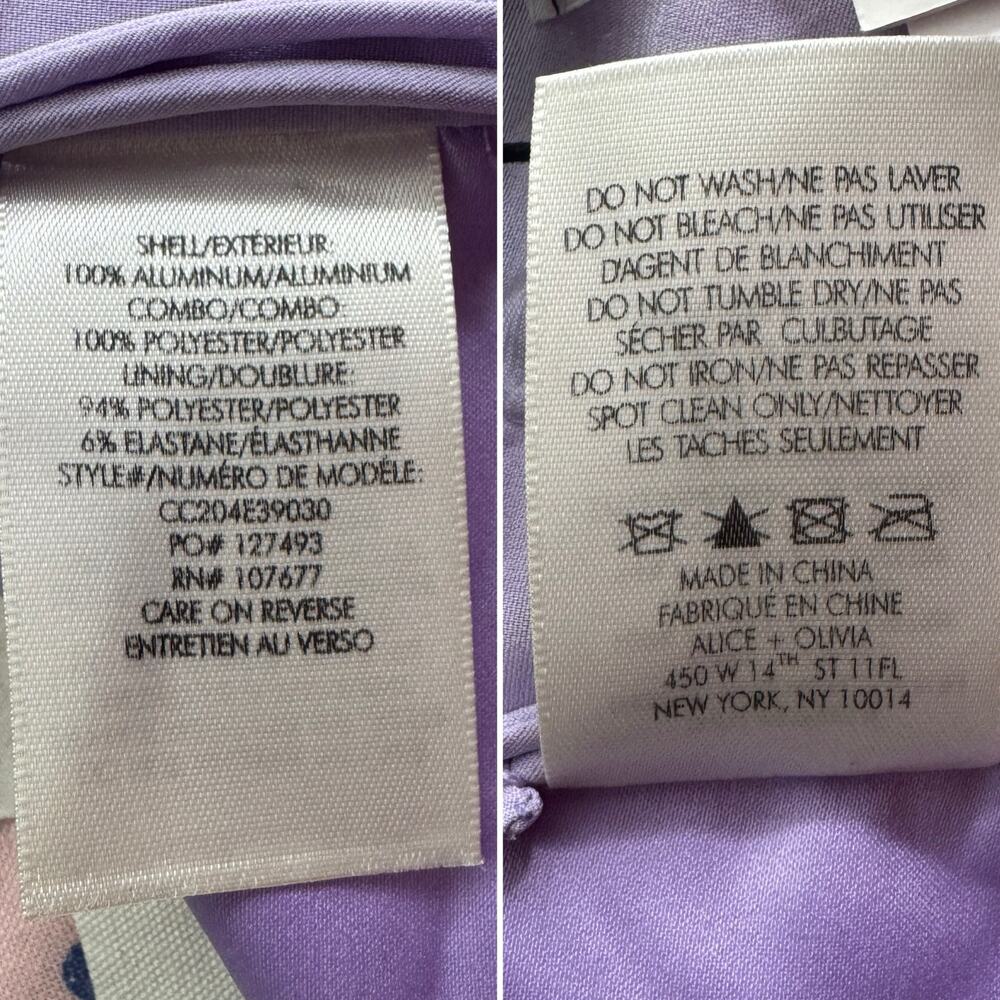 SHELL/EXTÉRIEUR:
100% ALUMINUM/ALUMINIUM
COMBO/COMBO:
100% POLYESTER/POLYESTER
LINING/DOUBLURE:
94% POLYESTER/POLYESTER
6% ELASTANE/ÉLASTHANNE
STYLE#/NUMÉRO DE MODÉLE:
CC204E39030
PO# 127493
RN# 107677
CARE ON REVERSE
ENTRETIEN AU VERSO
DO NOT WASH/NE PAS LAVER
DO NOT BLEACH/NE PAS UTILISER
D'AGENT DE BLANCHIMENT
DO NOT TUMBLE DRY/NE PAS
SÉCHER PAR CULBUTAGE
DO NOT IRON/NE PAS REPASSER
SPOT CLEAN ONLY/NETTOYER
LES TACHES SEULEMENT
MADE IN CHINA
FABRIQUÉ EN CHINE
ALICE + OLIVIA
450 W 14TH ST 11FL
NEW YORK, NY 10014